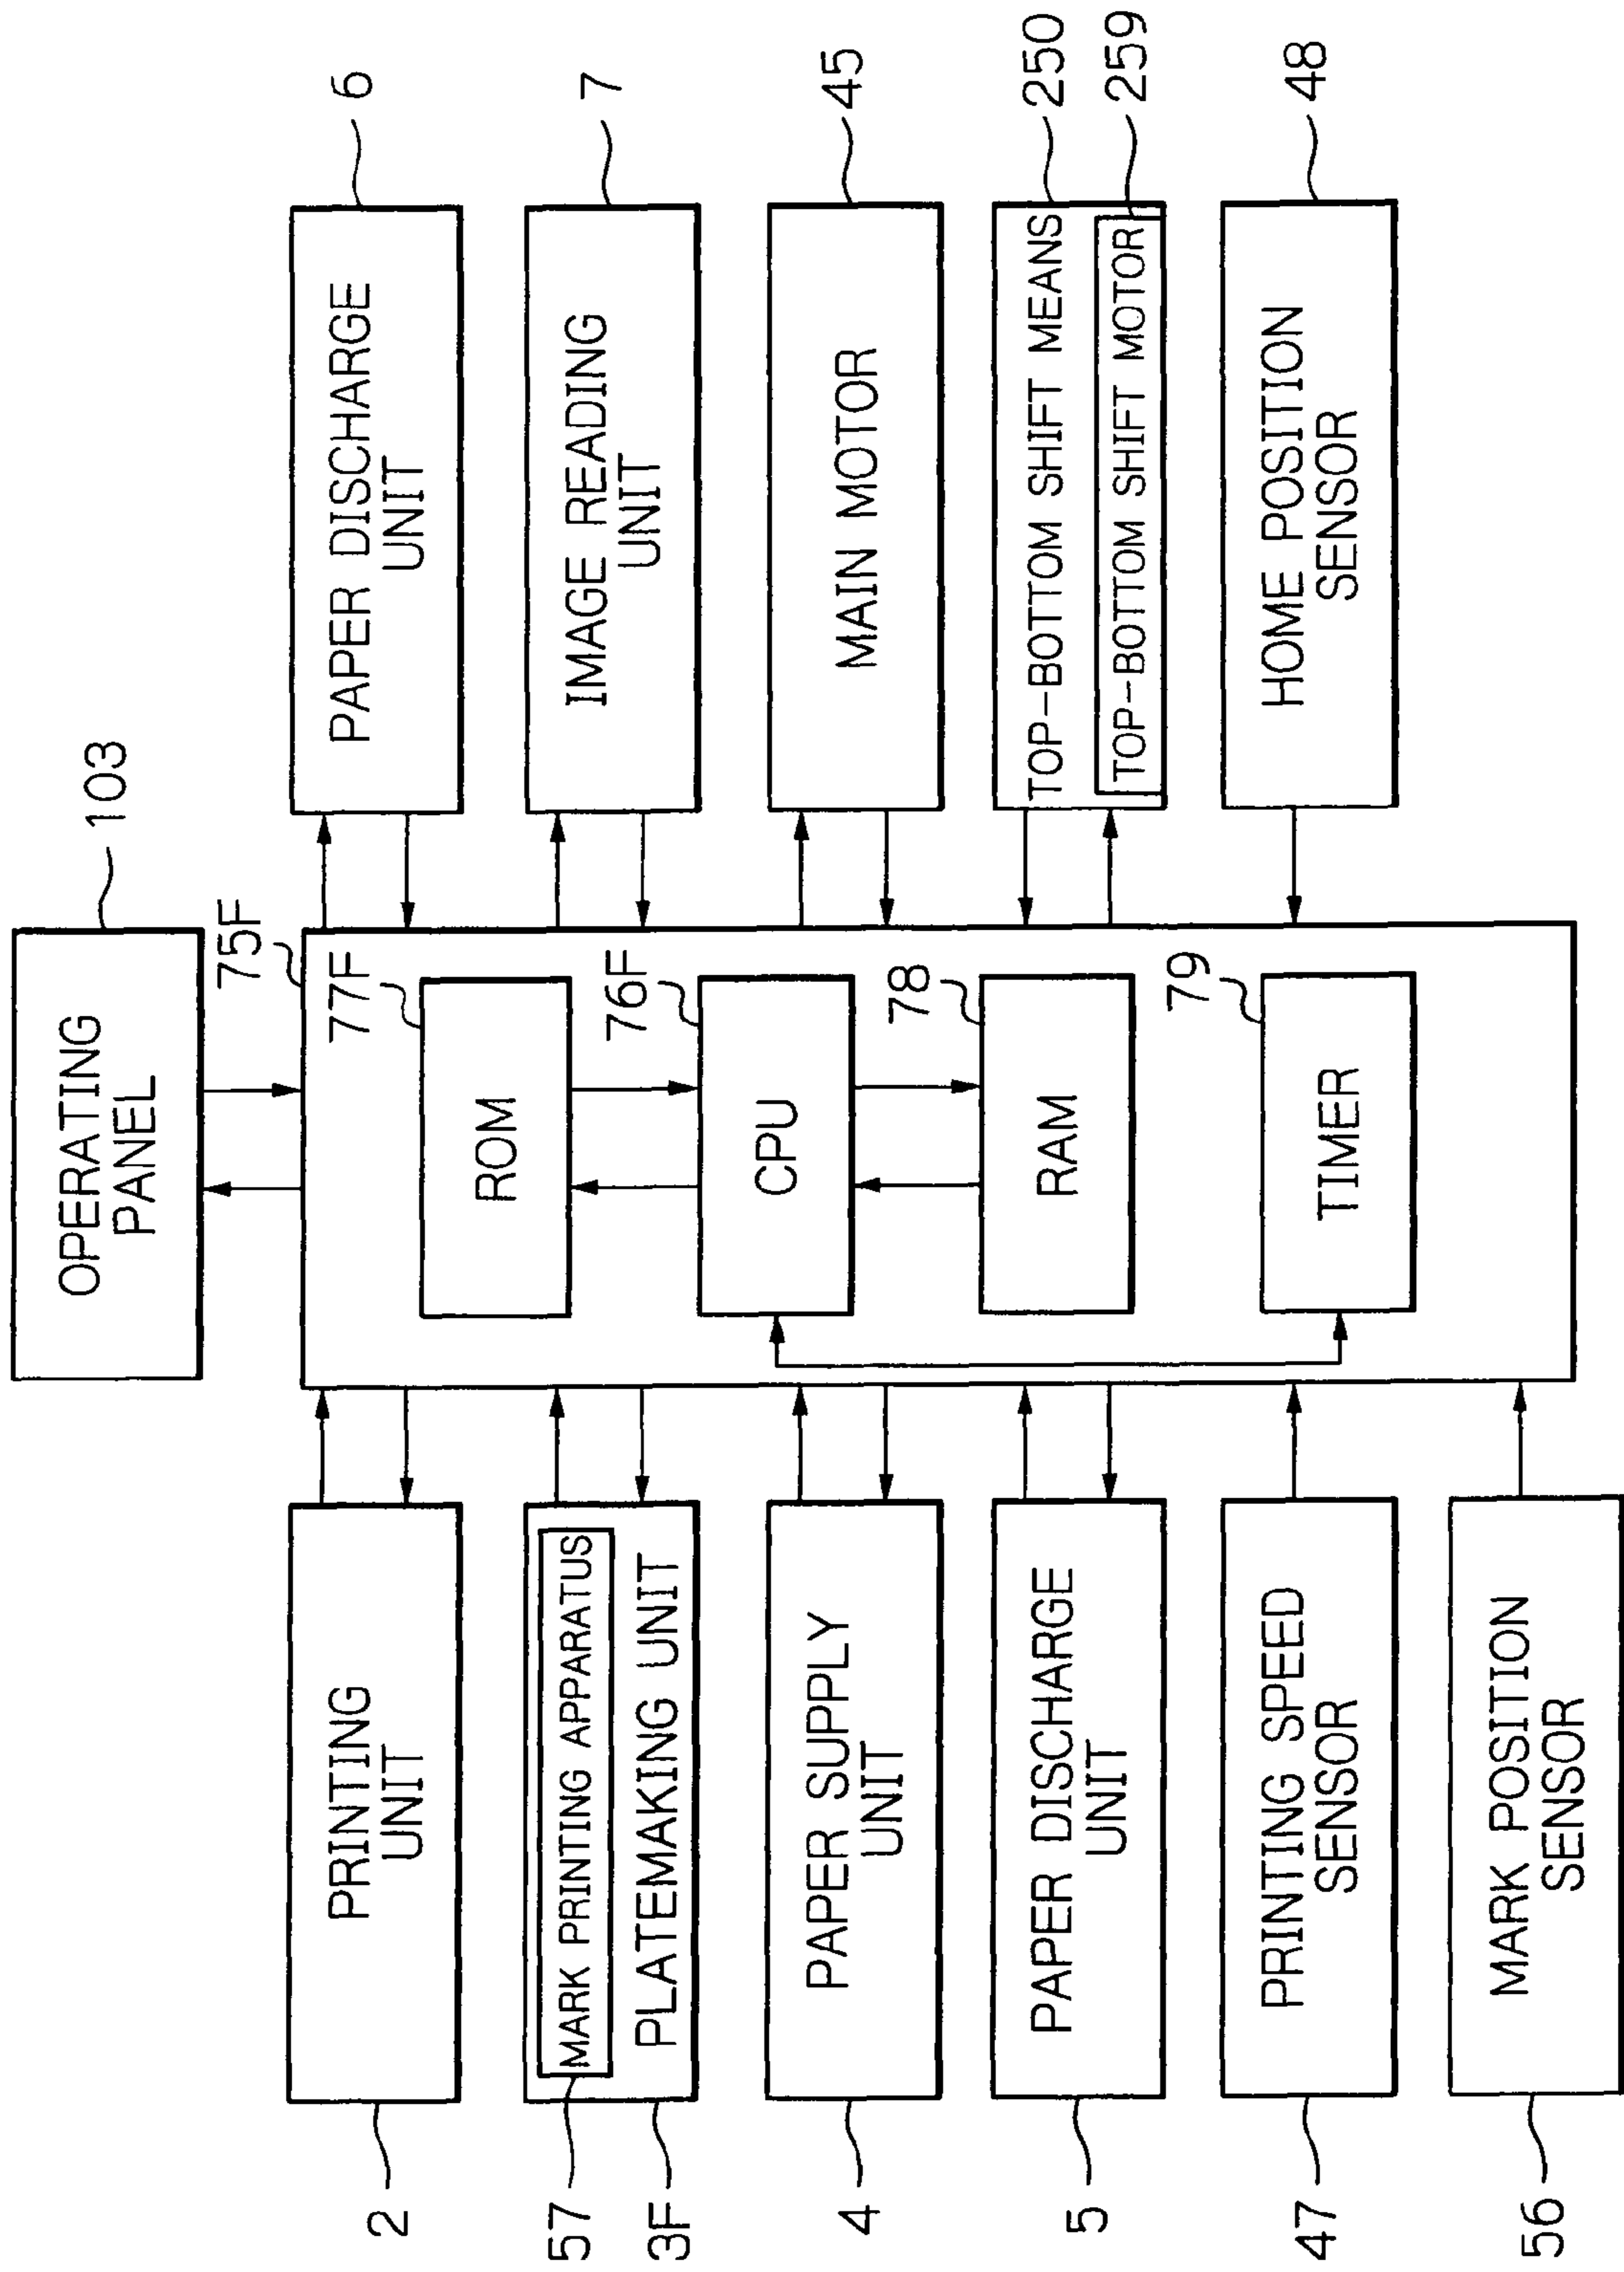 OPERATING
PANEL
103
75F
77F
ROM
76F
CPU
78
RAM
79
TIMER
PRINTING
UNIT
2
MARK PRINTING APPARATUS
PLATEMAKING UNIT
57
3F
PAPER SUPPLY
UNIT
4
PAPER DISCHARGE
UNIT
5
PRINTING SPEED
SENSOR
47
MARK POSITION
SENSOR
56
PAPER DISCHARGE
UNIT
6
IMAGE READING
UNIT
7
MAIN MOTOR
45
TOP-BOTTOM SHIFT MEANS
250
TOP-BOTTOM SHIFT MOTOR
259
HOME POSITION
SENSOR
48